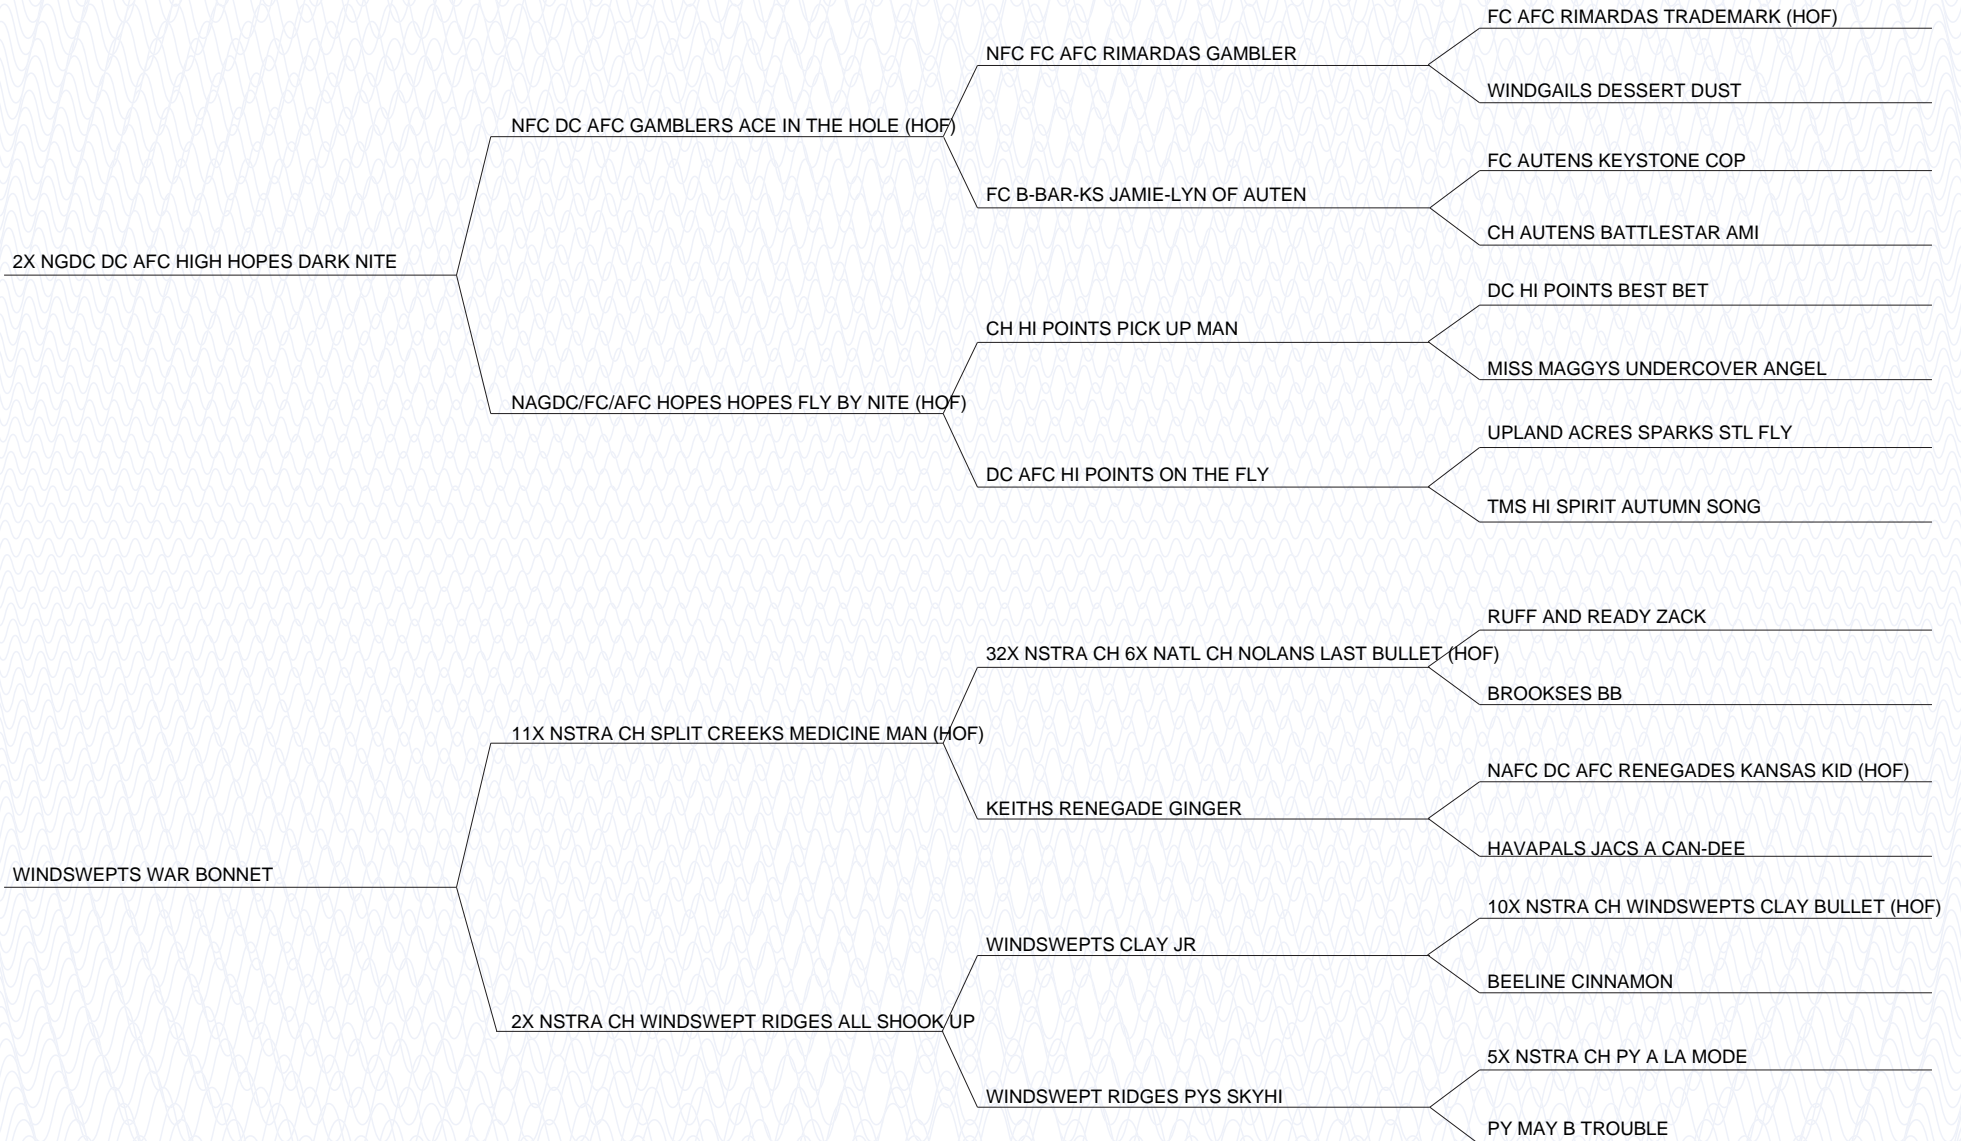 FC AFC RIMARDAS TRADEMARK (HOF)
NFC FC AFC RIMARDAS GAMBLER
WINDGAILS DESSERT DUST
NFC DC AFC GAMBLERS ACE IN THE HOLE (HOF)
FC AUTENS KEYSTONE COP
FC B-BAR-KS JAMIE-LYN OF AUTEN
CH AUTENS BATTLESTAR AMI
2X NGDC DC AFC HIGH HOPES DARK NITE
DC HI POINTS BEST BET
CH HI POINTS PICK UP MAN
MISS MAGGYS UNDERCOVER ANGEL
NAGDC/FC/AFC HOPES HOPES FLY BY NITE (HOF)
UPLAND ACRES SPARKS STL FLY
DC AFC HI POINTS ON THE FLY
TMS HI SPIRIT AUTUMN SONG
RUFF AND READY ZACK
32X NSTRA CH 6X NATL CH NOLANS LAST BULLET (HOF)
BROOKSES BB
11X NSTRA CH SPLIT CREEKS MEDICINE MAN (HOF)
NAFC DC AFC RENEGADES KANSAS KID (HOF)
KEITHS RENEGADE GINGER
HAVAPALS JACS A CAN-DEE
WINDSWEPTS WAR BONNET
10X NSTRA CH WINDSWEPTS CLAY BULLET (HOF)
WINDSWEPTS CLAY JR
BEELINE CINNAMON
2X NSTRA CH WINDSWEPT RIDGES ALL SHOOK UP
5X NSTRA CH PY A LA MODE
WINDSWEPT RIDGES PYS SKYHI
PY MAY B TROUBLE